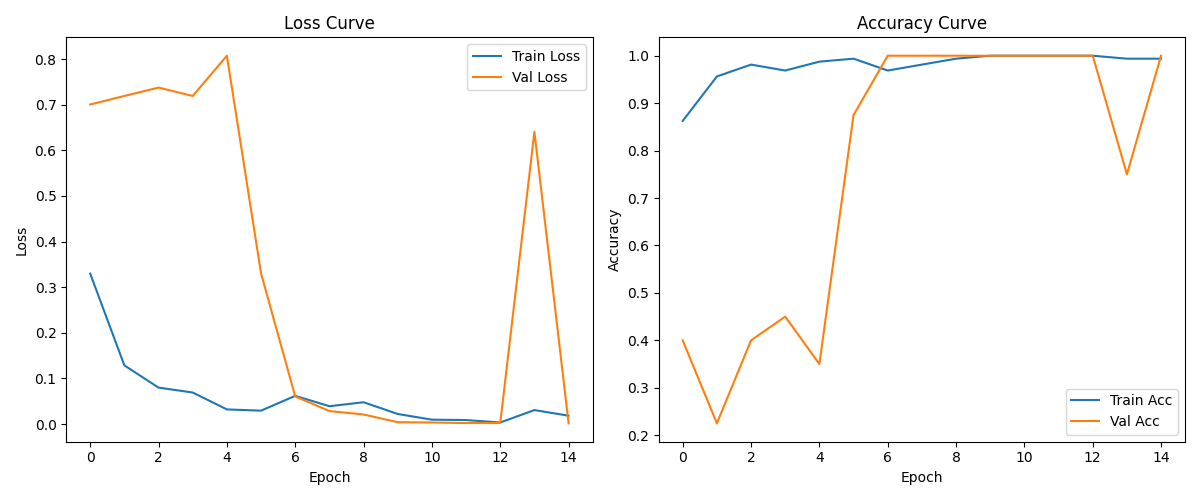 Loss Curve
Train Loss
Val Loss
0.8
0.7
0.6
0.5
0.4
0.3
0.2
0.1
0.0
Loss
0 2 4 6 8 10 12 14
Epoch
Accuracy Curve
1.0
0.9
0.8
0.7
0.6
0.5
0.4
0.3
0.2
Accuracy
Train Acc
Val Acc
0 2 4 6 8 10 12 14
Epoch